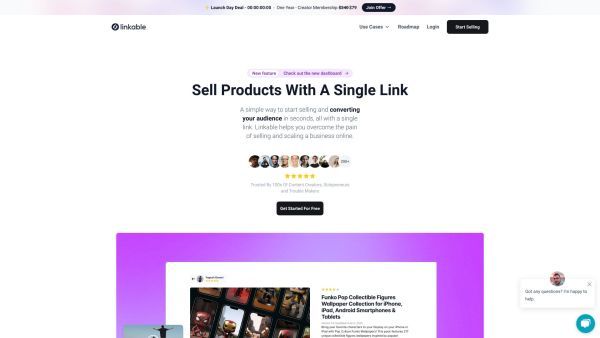 Launch Day Deal - 00:00:00:00 - One-Year - Creator Membership $348 $79 Join Offer →
linkable
Use Cases
Roadmap
Login
Start Selling
New feature Check out the new dashboard →
Sell Products With A Single Link
A simple way to start selling and converting
your audience in seconds, all with a single
link. Linkable helps you overcome the pain
of selling and scaling a business online.
200+
Trusted By 100s Of Content Creators, Solopreneurs
and Trouble Makers
Get Started For Free
Funko Pop Collectible Figures
Wallpaper Collection for iPhone,
iPad, Android Smartphones &
Tablets
Got any questions? I'm happy to
help.